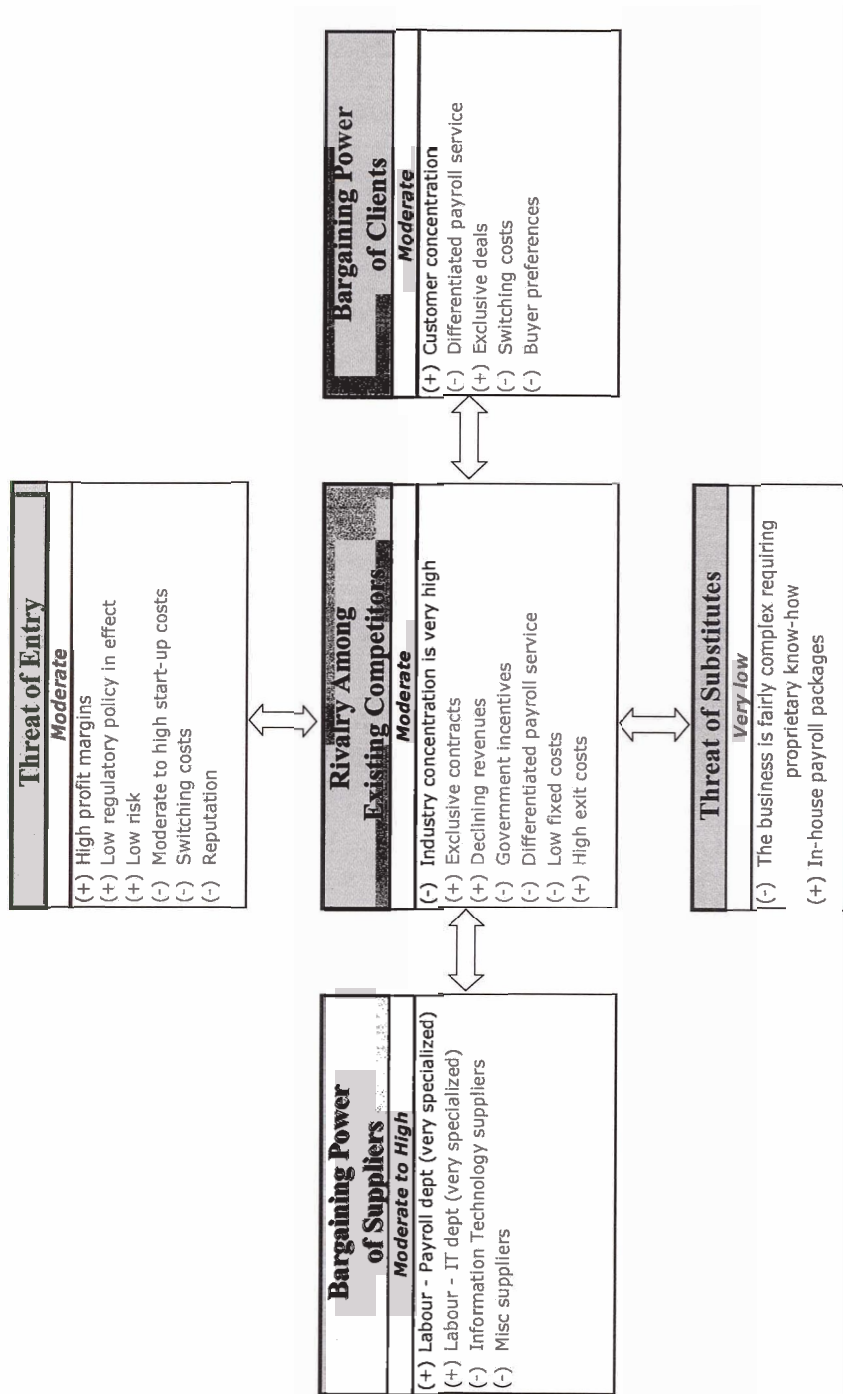 Threat of Entry
Moderate
(+) High profit margins
(+) Low regulatory policy in effect
(+) Low risk
(-) Moderate to high start-up costs
(-) Switching costs
(-) Reputation
Bargaining Power
of Suppliers
Moderate to High
(+) Labour - Payroll dept (very specialized)
(+) Labour - IT dept (very specialized)
(-) Information Technology suppliers
(-) Misc suppliers
Rivalry Among
Existing Competitors
Moderate
(-) Industry concentration is very high
(+) Exclusive contracts
(+) Declining revenues
(-) Government incentives
(-) Differentiated payroll service
(-) Low fixed costs
(+) High exit costs
Bargaining Power
of Clients
Moderate
(+) Customer concentration
(-) Differentiated payroll service
(+) Exclusive deals
(-) Switching costs
(-) Buyer preferences
Threat of Substitutes
Very low
(-) The business is fairly complex requiring
proprietary know-how
(+) In-house payroll packages